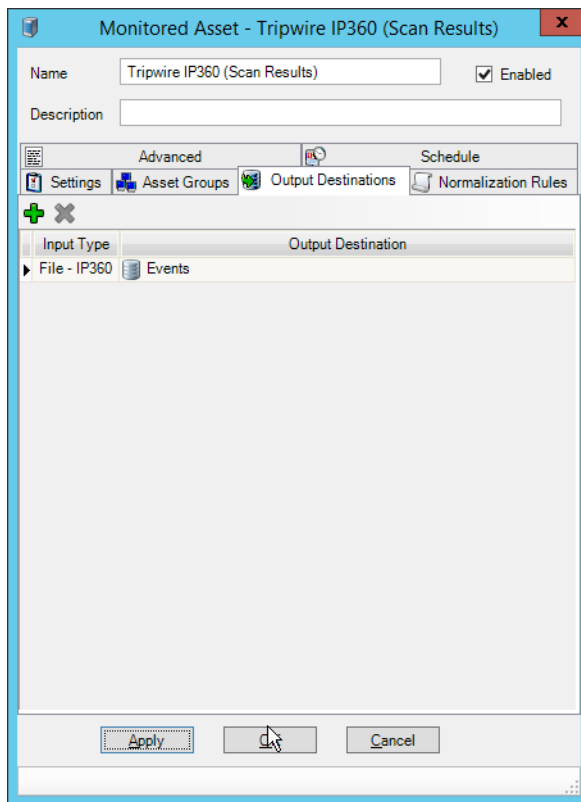 Monitored Asset - Tripwire IP360 (Scan Results)
x
Name
Tripwire IP360 (Scan Results)
Enabled
Description
Advanced
Schedule
Settings
Asset Groups
Output Destinations
Normalization Rules
Input Type
Output Destination
File - IP360
Events
Apply
Cancel